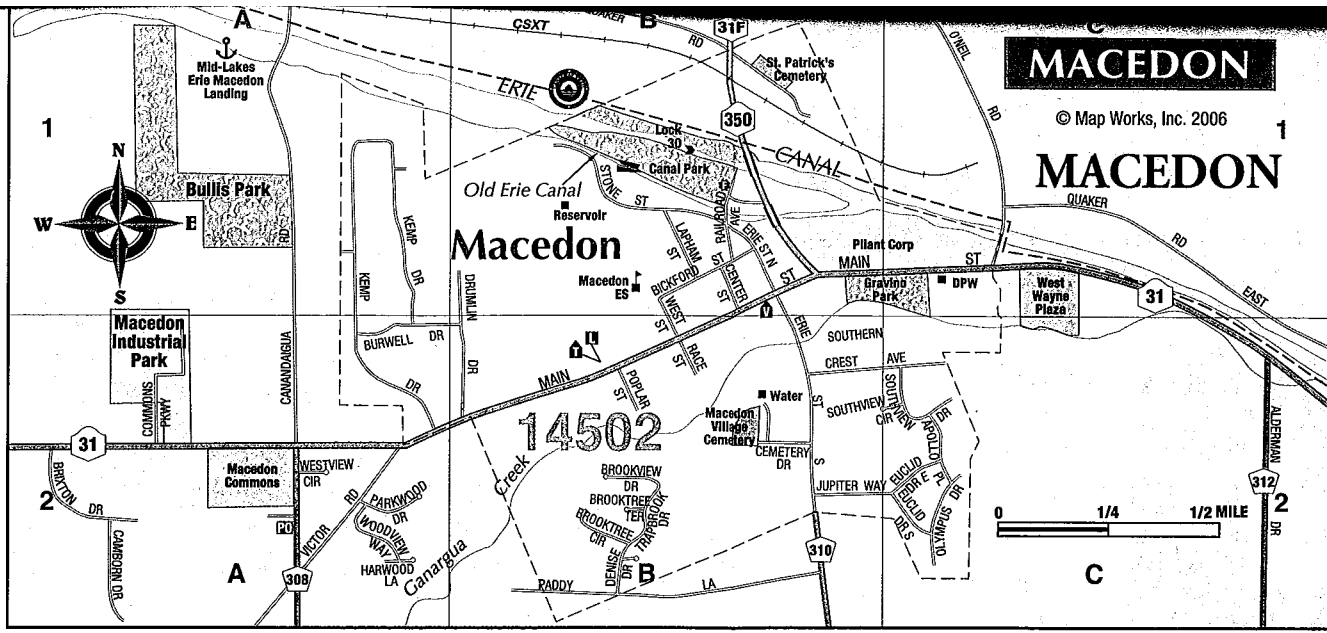 A
B
C
CSXT
QUAKER
RD
31F
O'NEIL
RD
MACEDON
© Map Works, Inc. 2006
MACEDON
Mid-Lakes
Erie Macedon
Landing
St. Patrick's
Cemetery
ERIE
CANAL
350
1
1
Lock
30
Canal Park
N
W
E
S
Bullis Park
RD
Old Erie Canal
Reservoir
STONE
ST
RAILROAD
AVE
LAPHAM
ST
ERIE ST N
QUAKER
RD
EAST
Macedon
Pliant Corp
MAIN
ST
KEMP
DR
KEMP
DR
DRUMLIN
DR
Macedon
ES
BICKFORD
ST
CENTER
ST
ST
Gravino
Park
DPW
West
Wayne
Plaza
31
Macedon
Industrial
Park
WEST
ST
V
ERIE
ST
S
SOUTHERN
BURWELL
DR
CANANDAIGUA
T
L
RACE
ST
CREST
AVE
COMMONS
PKWY
MAIN
POPLAR
ST
SOUTHVIEW
CIR
SOUTHVIEW
DR
Water
ALDERMAN
DR
14502
Macedon
Village
Cemetery
APOLLO
PL
31
CEMETERY
DR
Macedon
Commons
WESTVIEW
CIR
BRIXTON
DR
Creek
BROOKVIEW
DR
EUCLID
DR E
JUPITER WAY
312
2
2
RD
PARKWOOD
DR
BROOKTREE
TER
TRAPBROOK
DR
EUCLID
DR S
OLYMPUS
DR
0
1/4
1/2 MILE
PO
VICTOR
WOODVIEW
WAY
BROOKTREE
CIR
CAMBORN DR
HARWOOD
LA
Ganargua
DENISE
DR
310
A
B
C
308
PADDY
LA